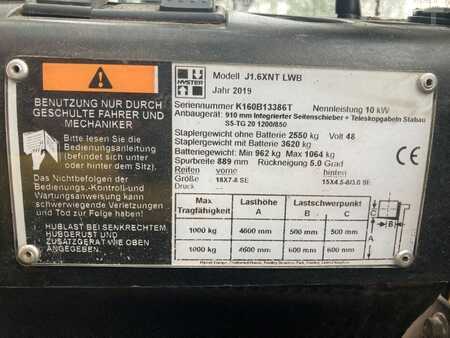 BENUTZUNG NUR DURCH
GESCHULTE FAHRER UND
MECHANIKER
Lesen Sie die
Bedienungsanleitung
(befindet sich unter
dem Sitz oder
hinter dem Sitz).
Das Nichtbefolgen der
Bedienungs,-Kontroll-und
Wartungsanweisung kann
schwerwiegende Verletzungen
und Tod zur Folge haben!
HUBLAST BEI SENKRECHTEM
HUBGERUST UND
ZUSATZGERAT WIE OBEN
ANGEGEBEN.
HYSTER
Modell J1.6XNT LWB
Jahr 2019
Seriennummer K160B13386T Nennleistung 10 kW
Anbaugerät: 910 mm Integrierter Seitenschieber + Teleskopgabeln Stabau
S5-TG 20 1200/850
Staplergewicht ohne Batterie 2550 kg Volt 48
Staplergewicht mit Batterie 3620 kg
Batteriegewicht: Min 962 kg Max 1064 kg
Spurbreite 889 mm Rückneigung 5.0 Grad
Reifen vorne hinten
Größe 18X7-8 SE 15X4.5-8/3.0 SE
Druck
Max Tragfähigkeit Lasthöhe A Lastschwerpunkt B C
1000 kg 4600 mm 500 mm 500 mm
1000 kg 4600 mm 600 mm 600 mm
C
B
A
CE